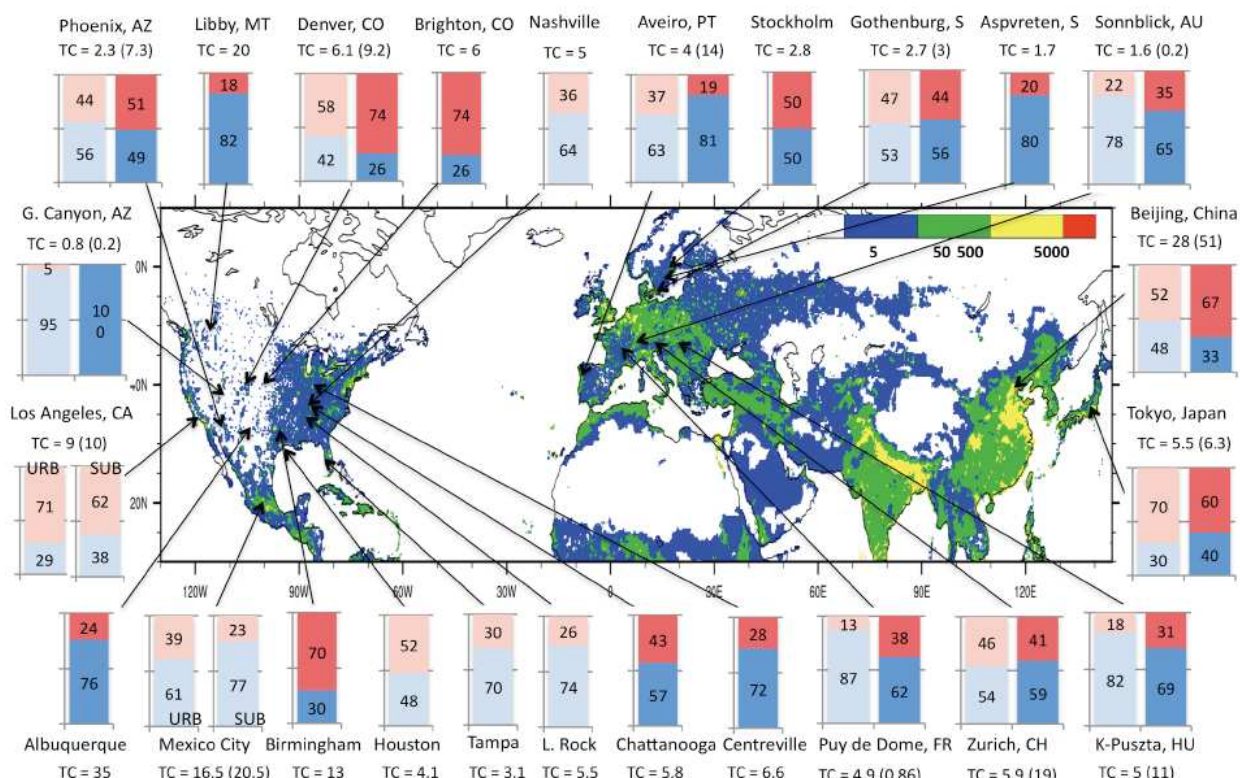 Phoenix, AZ
TC = 2.3 (7.3)
44 51
56 49
Libby, MT
TC = 20
18
82
Denver, CO
TC = 6.1 (9.2)
58 74
42 26
Brighton, CO
TC = 6
74
26
Nashville
TC = 5
36
64
Aveiro, PT
TC = 4 (14)
37 19
63 81
Stockholm
TC = 2.8
50
50
Gothenburg, S
TC = 2.7 (3)
47 44
53 56
Aspvreten, S
TC = 1.7
20
80
Sonnblick, AU
TC = 1.6 (0.2)
22 35
78 65
G. Canyon, AZ
TC = 0.8 (0.2)
5
95
10
0
Los Angeles, CA
TC = 9 (10)
URB SUB
71 62
29 38
5 50 500 5000
0N
0N
20N
120W 90W 60W 0 30E 60E 90E 120E
Beijing, China
TC = 28 (51)
52 67
48 33
Tokyo, Japan
TC = 5.5 (6.3)
70 60
30 40
24
76
Albuquerque
TC = 35
39 23
61 77
URB SUB
Mexico City
TC = 16.5 (20.5)
70
30
Birmingham
TC = 13
52
48
Houston
TC = 4.1
30
70
Tampa
TC = 3.1
26
74
L. Rock
TC = 5.5
43
57
Chattanooga
TC = 5.8
28
72
Centreville
TC = 6.6
13 38
87 62
Puy de Dome, FR
TC = 4.9 (0.86)
46 41
54 59
Zurich, CH
TC = 5.9 (19)
18 31
82 69
K-Puszta, HU
TC = 5 (11)